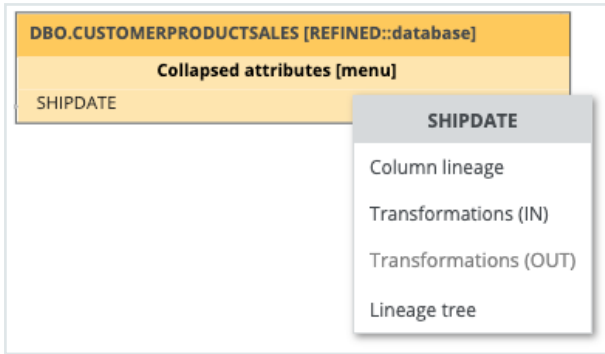 DBO.CUSTOMERPRODUCTSALES [REFINED::database]
Collapsed attributes [menu]
SHIPDATE
SHIPDATE
Column lineage
Transformations (IN)
Transformations (OUT)
Lineage tree